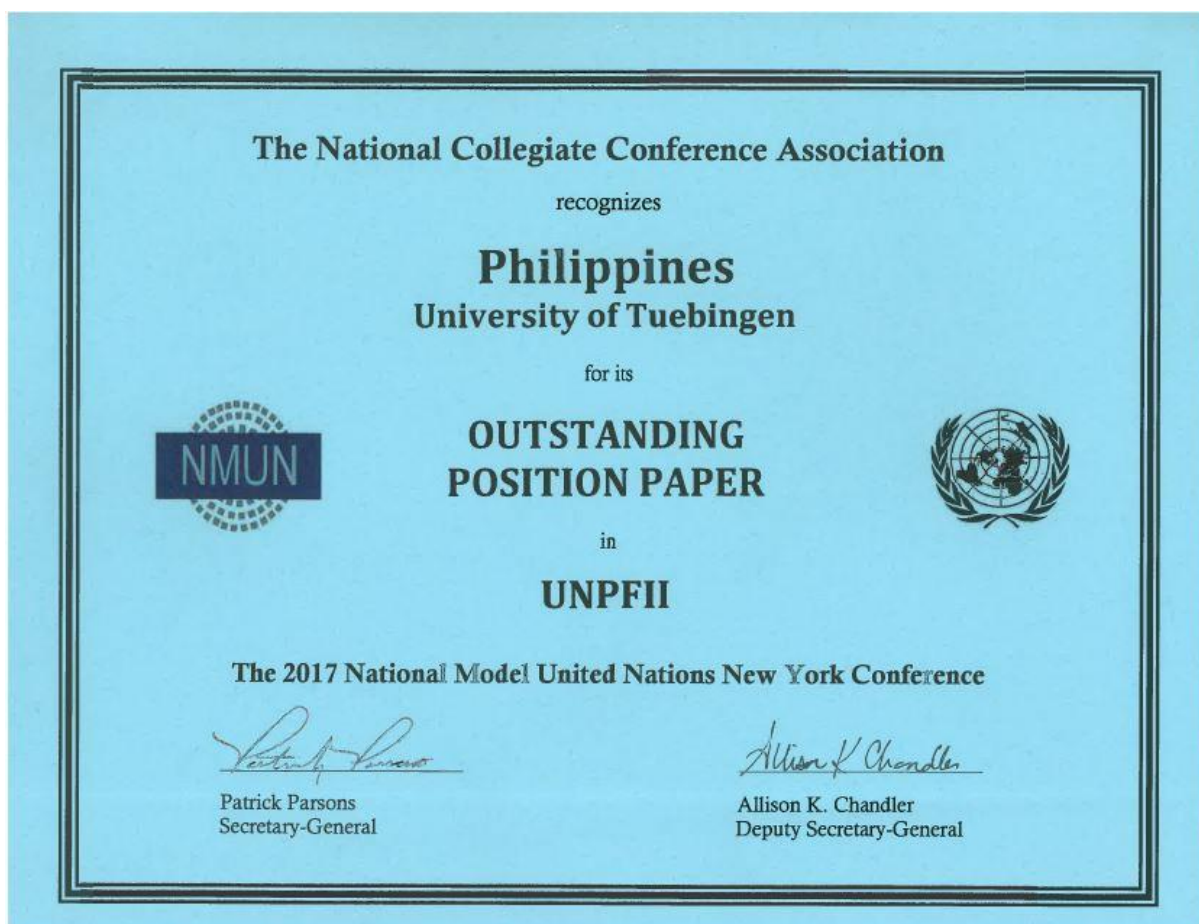 The National Collegiate Conference Association
recognizes
Philippines
University of Tuebingen
for its
OUTSTANDING
POSITION PAPER
NMUN
in
UNPFII
The 2017 National Model United Nations New York Conference
Patrick Parsons
Allison K Chandler
Patrick Parsons
Secretary-General
Allison K. Chandler
Deputy Secretary-General